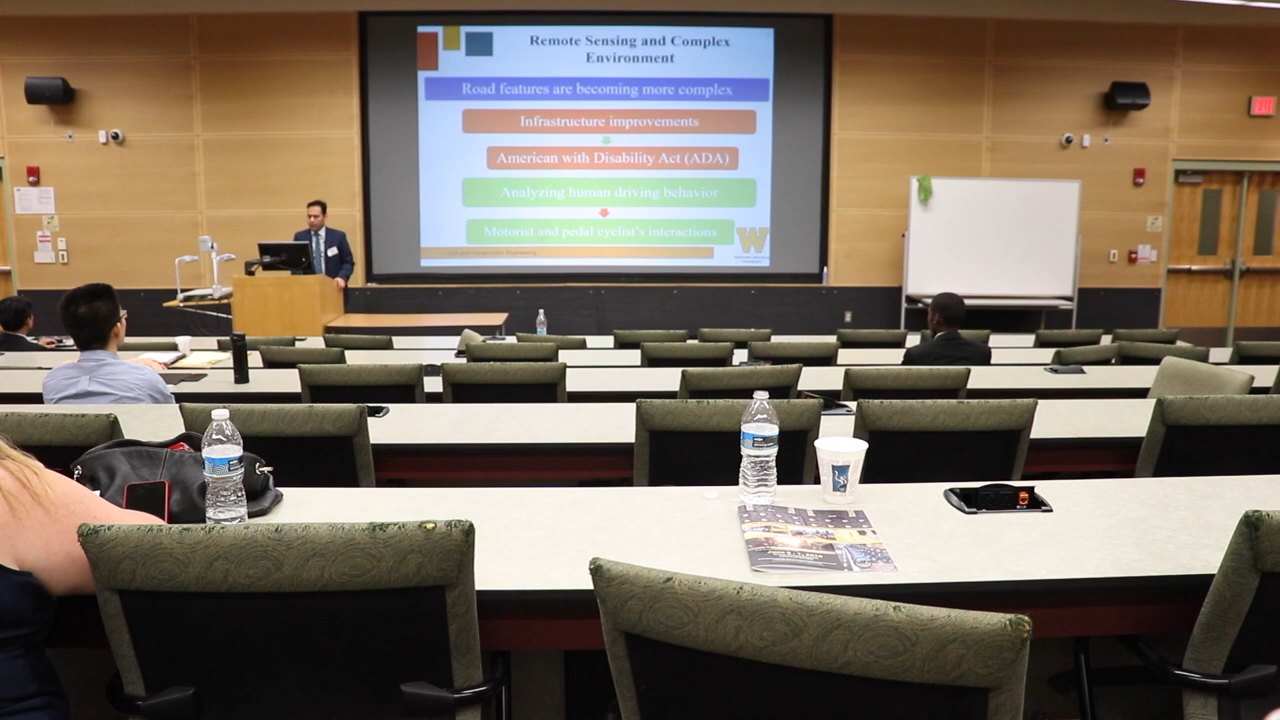 Remote Sensing and Complex
Environment
Road features are becoming more complex
Infrastructure improvements
American with Disability Act (ADA)
Analyzing human driving behavior
Motorist and pedal cyclist's interactions
W